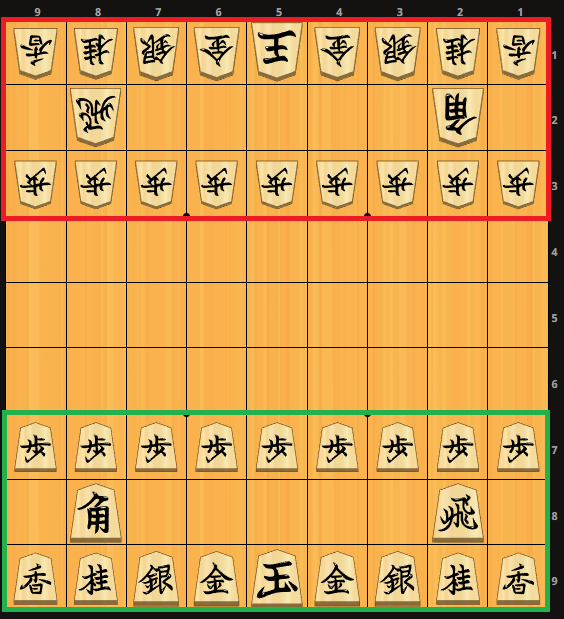 9 8 7 6 5 4 3 2 1
香 桂 銀 金 王 金 銀 桂 香 1
飛 角 2
歩 歩 歩 歩 歩 歩 歩 歩 歩 3
4
5
6
歩 歩 歩 歩 歩 歩 歩 歩 歩 7
角 飛 8
香 桂 銀 金 玉 金 銀 桂 香 9